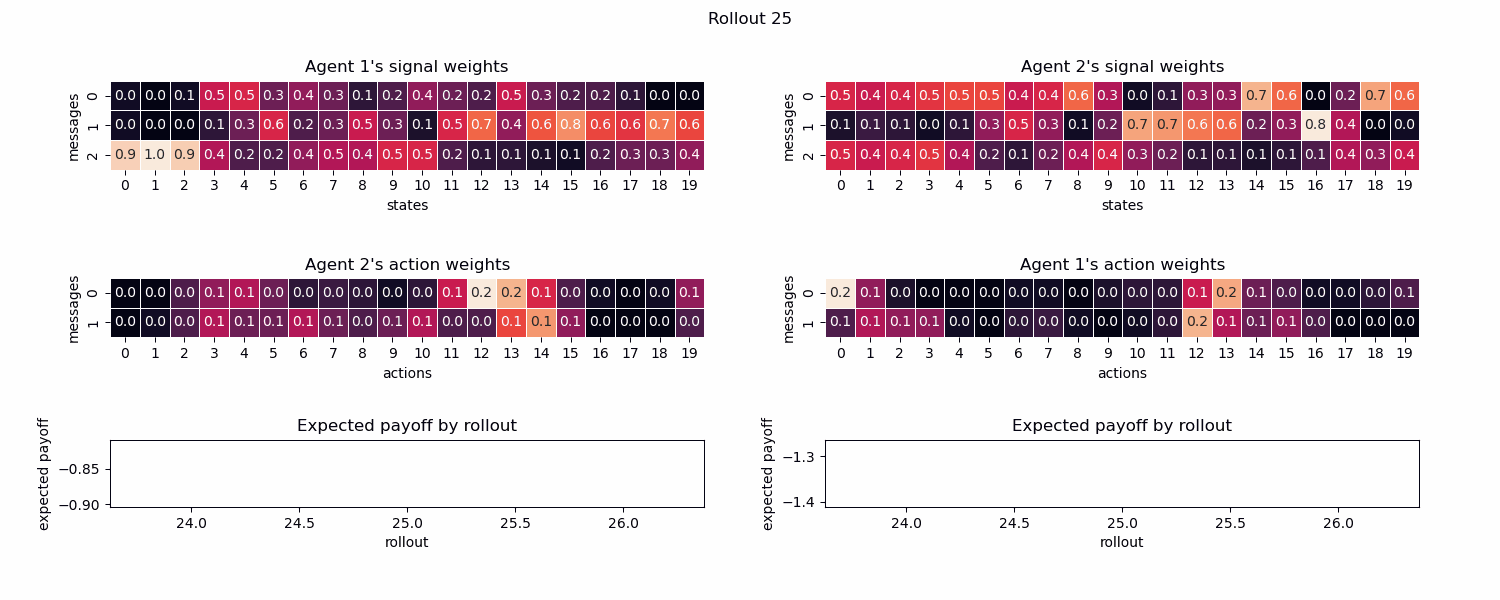 Rollout 25
Agent 1's signal weights
messages
0 0.0 0.0 0.1 0.5 0.5 0.3 0.4 0.3 0.1 0.2 0.4 0.2 0.2 0.5 0.3 0.2 0.2 0.1 0.0 0.0
1 0.0 0.0 0.0 0.1 0.3 0.6 0.2 0.3 0.5 0.3 0.1 0.5 0.7 0.4 0.6 0.8 0.6 0.6 0.7 0.6
2 0.9 1.0 0.9 0.4 0.2 0.2 0.4 0.5 0.4 0.5 0.5 0.2 0.1 0.1 0.1 0.1 0.2 0.3 0.3 0.4
0 1 2 3 4 5 6 7 8 9 10 11 12 13 14 15 16 17 18 19
states
Agent 2's signal weights
messages
0 0.5 0.4 0.4 0.5 0.5 0.5 0.4 0.4 0.6 0.3 0.0 0.1 0.3 0.3 0.7 0.6 0.0 0.2 0.7 0.6
1 0.1 0.1 0.1 0.0 0.1 0.3 0.5 0.3 0.1 0.2 0.7 0.7 0.6 0.6 0.2 0.3 0.8 0.4 0.0 0.0
2 0.5 0.4 0.4 0.5 0.4 0.2 0.1 0.2 0.4 0.4 0.3 0.2 0.1 0.1 0.1 0.1 0.1 0.4 0.3 0.4
0 1 2 3 4 5 6 7 8 9 10 11 12 13 14 15 16 17 18 19
states
Agent 2's action weights
messages
0 0.0 0.0 0.0 0.1 0.1 0.0 0.0 0.0 0.0 0.0 0.0 0.1 0.2 0.2 0.1 0.0 0.0 0.0 0.0 0.1
1 0.0 0.0 0.0 0.1 0.1 0.1 0.1 0.1 0.0 0.1 0.1 0.0 0.0 0.1 0.1 0.1 0.0 0.0 0.0 0.0
0 1 2 3 4 5 6 7 8 9 10 11 12 13 14 15 16 17 18 19
actions
Agent 1's action weights
messages
0 0.2 0.1 0.0 0.0 0.0 0.0 0.0 0.0 0.0 0.0 0.0 0.0 0.1 0.2 0.1 0.0 0.0 0.0 0.0 0.1
1 0.1 0.1 0.1 0.1 0.0 0.0 0.0 0.0 0.0 0.0 0.0 0.0 0.2 0.1 0.1 0.1 0.0 0.0 0.0 0.0
0 1 2 3 4 5 6 7 8 9 10 11 12 13 14 15 16 17 18 19
actions
Expected payoff by rollout
expected payoff
−0.85
−0.90
24.0 24.5 25.0 25.5 26.0
rollout
Expected payoff by rollout
expected payoff
−1.3
−1.4
24.0 24.5 25.0 25.5 26.0
rollout